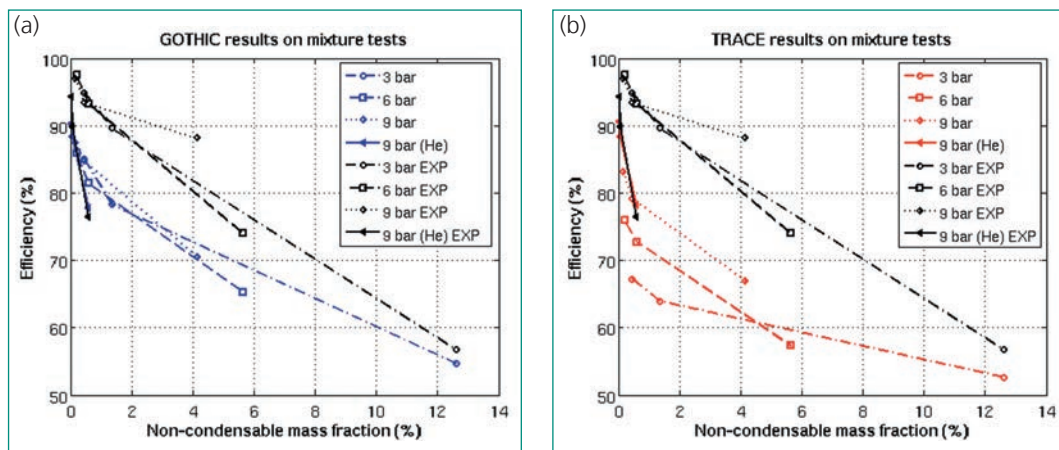 (a)
GOTHIC results on mixture tests
100
90
80
70
60
50
Efficiency (%)
0 2 4 6 8 10 12 14
Non-condensable mass fraction (%)
3 bar
6 bar
9 bar
9 bar (He)
3 bar EXP
6 bar EXP
9 bar EXP
9 bar (He) EXP
(b)
TRACE results on mixture tests
100
90
80
70
60
50
Efficiency (%)
0 2 4 6 8 10 12 14
Non-condensable mass fraction (%)
3 bar
6 bar
9 bar
9 bar (He)
3 bar EXP
6 bar EXP
9 bar EXP
9 bar (He) EXP